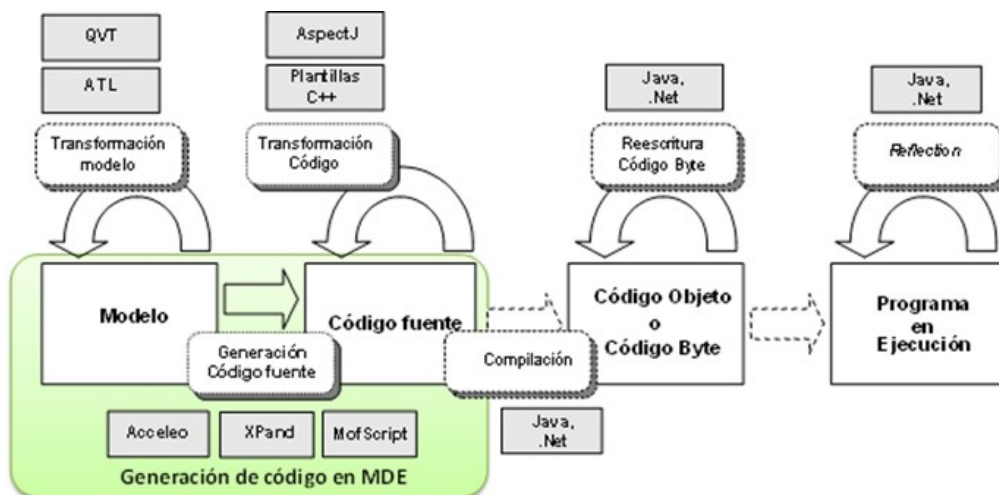 QVT
ATL
Transformación
modelo
AspectJ
Plantillas
C++
Transformación
Código
Java,
.Net
Reescritura
Código Byte
Java,
.Net
Reflection
Modelo
Generación
Código fuente
Código fuente
Compilación
Código Objeto
o
Código Byte
Programa
en
Ejecución
Acceleo
XPand
MofScript
Java,
.Net
Generación de código en MDE